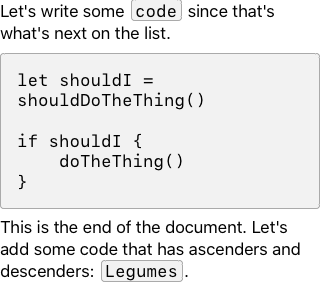 Let's write some code since that's
what's next on the list.
let shouldI =
shouldDoTheThing()

if shouldI {
    doTheThing()
}
This is the end of the document. Let's
add some code that has ascenders and
descenders: Legumes.